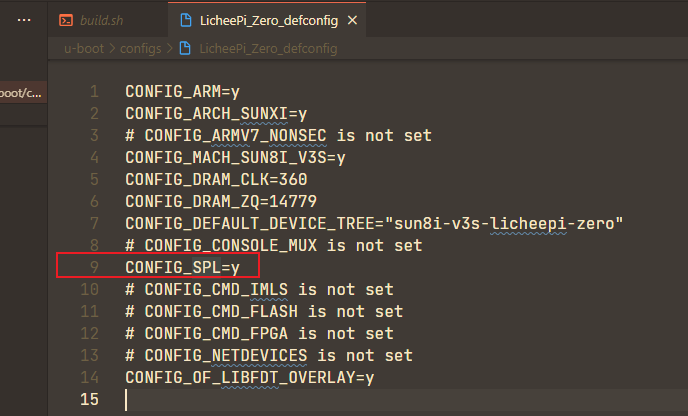 ...
build.sh
LicheePi_Zero_defconfig
u-boot > configs > LicheePi_Zero_defconfig
boot/c...
1 CONFIG_ARM=y
2 CONFIG_ARCH_SUNXI=y
3 # CONFIG_ARMV7_NONSEC is not set
4 CONFIG_MACH_SUN8I_V3S=y
5 CONFIG_DRAM_CLK=360
6 CONFIG_DRAM_ZQ=14779
7 CONFIG_DEFAULT_DEVICE_TREE="sun8i-v3s-licheepi-zero"
8 # CONFIG_CONSOLE_MUX is not set
9 CONFIG_SPL=y
10 # CONFIG_CMD_IMLS is not set
11 # CONFIG_CMD_FLASH is not set
12 # CONFIG_CMD_FPGA is not set
13 # CONFIG_NETDEVICES is not set
14 CONFIG_OF_LIBFDT_OVERLAY=y
15